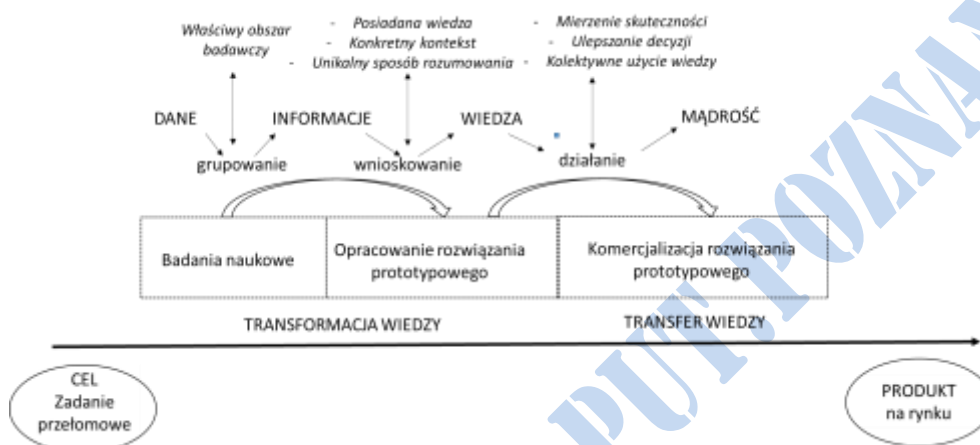 Właściwy obszar
badawczy
- Posiadana wiedza
- Konkretny kontekst
- Unikalny sposób rozumowania
- Mierzenie skuteczności
- Ulepszanie decyzji
- Kolektywne użycie wiedzy
DANE
INFORMACJE
WIEDZA
MĄDROŚĆ
grupowanie
wnioskowanie
działanie
Badania naukowe
Opracowanie rozwiązania
prototypowego
Komercjalizacja rozwiązania
prototypowego
TRANSFORMACJA WIEDZY
TRANSFER WIEDZY
CEL
Zadanie
przełomowe
PRODUKT
na rynku
PUT.POZNA